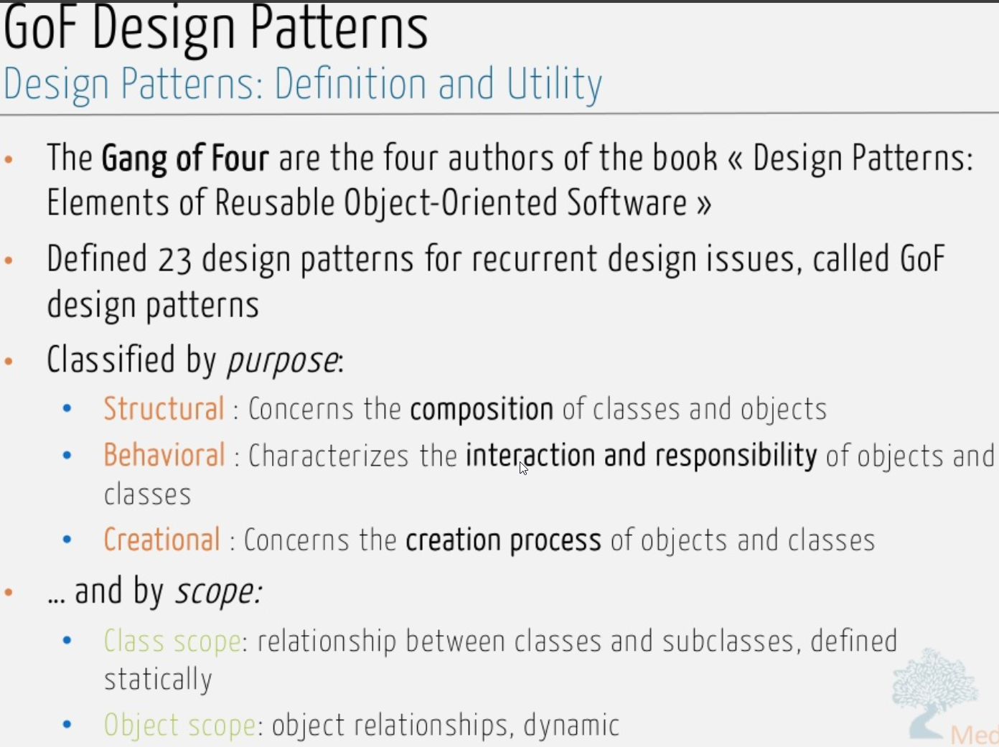 GoF Design Patterns
Design Patterns: Definition and Utility
• The Gang of Four are the four authors of the book « Design Patterns:
Elements of Reusable Object-Oriented Software »
• Defined 23 design patterns for recurrent design issues, called GoF
design patterns
• Classified by purpose:
• Structural : Concerns the composition of classes and objects
• Behavioral : Characterizes the interaction and responsibility of objects and
classes
• Creational : Concerns the creation process of objects and classes
• ... and by scope:
• Class scope: relationship between classes and subclasses, defined
statically
• Object scope: object relationships, dynamic
Med